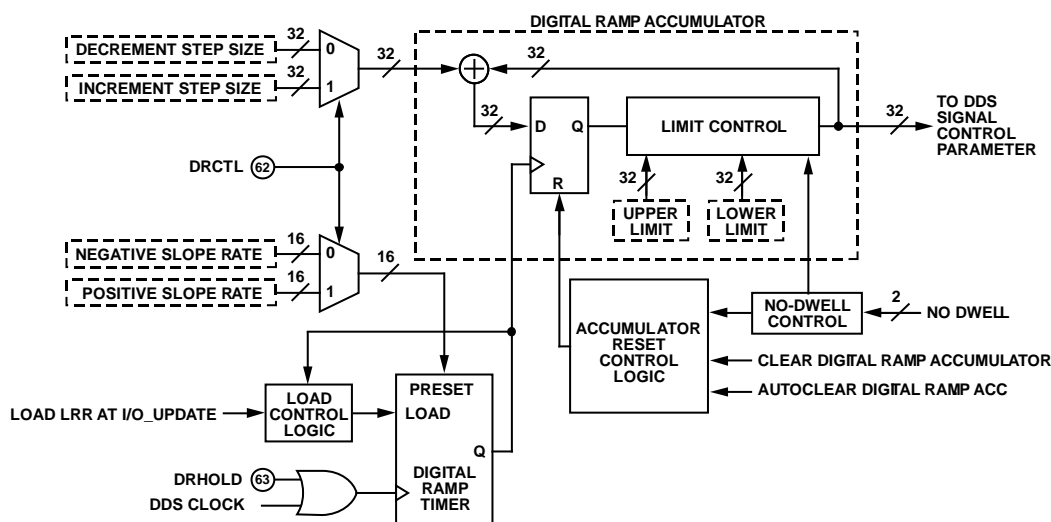 DIGITAL RAMP ACCUMULATOR
DECREMENT STEP SIZE
32
0
32
INCREMENT STEP SIZE
32
1
32
32
D
Q
R
LIMIT CONTROL
32
TO DDS
SIGNAL
CONTROL
PARAMETER
DRCTL
62
32
UPPER
LIMIT
32
LOWER
LIMIT
NEGATIVE SLOPE RATE
16
0
16
POSITIVE SLOPE RATE
16
1
ACCUMULATOR
RESET
CONTROL
LOGIC
NO-DWELL
CONTROL
2
NO DWELL
CLEAR DIGITAL RAMP ACCUMULATOR
AUTOCLEAR DIGITAL RAMP ACC
LOAD LRR AT I/O_UPDATE
LOAD
CONTROL
LOGIC
PRESET
LOAD
Q
DIGITAL
RAMP
TIMER
DRHOLD
63
DDS CLOCK